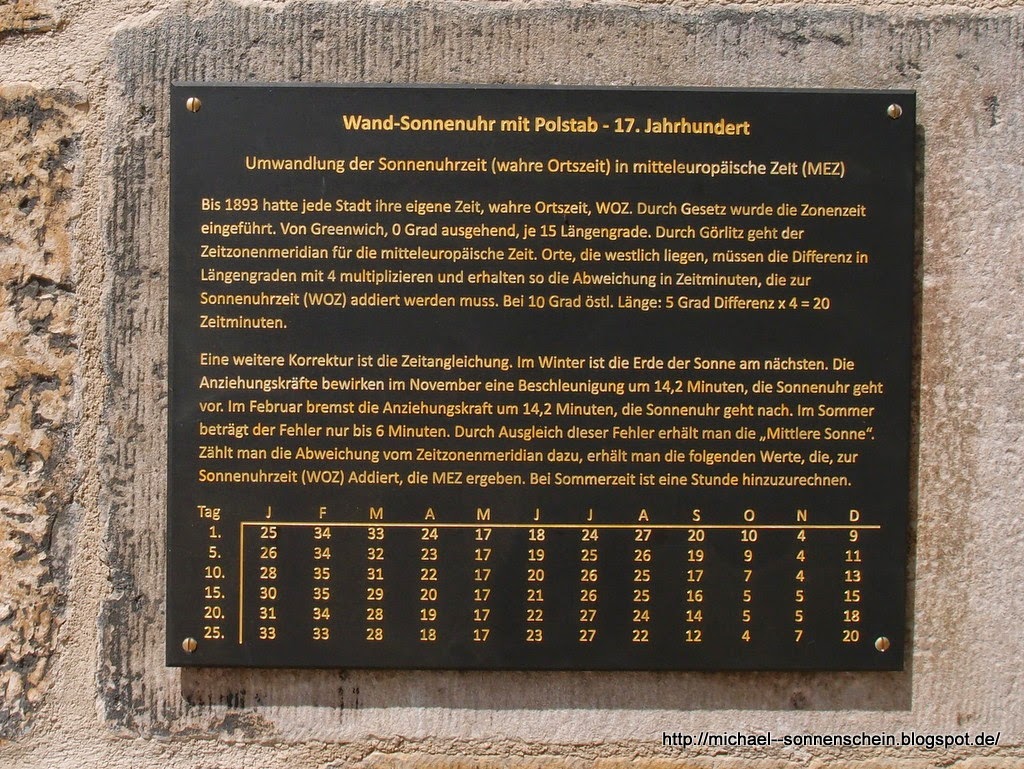 Wand-Sonnenuhr mit Polstab - 17. Jahrhundert
Umwandlung der Sonnenuhrzeit (wahre Ortszeit) in mitteleuropäische Zeit (MEZ)
Bis 1893 hatte jede Stadt ihre eigene Zeit, wahre Ortszeit, WOZ. Durch Gesetz wurde die Zonenzeit
eingeführt. Von Greenwich, 0 Grad ausgehend, je 15 Längengrade. Durch Görlitz geht der
Zeitzonenmeridian für die mitteleuropäische Zeit. Orte, die westlich liegen, müssen die Differenz in
Längengraden mit 4 multiplizieren und erhalten so die Abweichung in Zeitminuten, die zur
Sonnenuhrzeit (WOZ) addiert werden muss. Bei 10 Grad östl. Länge: 5 Grad Differenz x 4 = 20
Zeitminuten.
Eine weitere Korrektur ist die Zeitangleichung. Im Winter ist die Erde der Sonne am nächsten. Die
Anziehungskräfte bewirken im November eine Beschleunigung um 14,2 Minuten, die Sonnenuhr geht
vor. Im Februar bremst die Anziehungskraft um 14,2 Minuten, die Sonnenuhr geht nach. Im Sommer
beträgt der Fehler nur bis 6 Minuten. Durch Ausgleich dieser Fehler erhält man die „Mittlere Sonne“.
Zählt man die Abweichung vom Zeitzonenmeridian dazu, erhält man die folgenden Werte, die, zur
Sonnenuhrzeit (WOZ) Addiert, die MEZ ergeben. Bei Sommerzeit ist eine Stunde hinzuzurechnen.
Tag J F M A M J J A S O N D
1. 25 34 33 24 17 18 24 27 20 10 4 9
5. 26 34 32 23 17 19 25 26 19 9 4 11
10. 28 35 31 22 17 20 26 25 17 7 4 13
15. 30 35 29 20 17 21 26 25 16 5 5 15
20. 31 34 28 19 17 22 27 24 14 5 5 18
25. 33 33 28 18 17 23 27 22 12 4 7 20
http://michael--sonnenschein.blogspot.de/